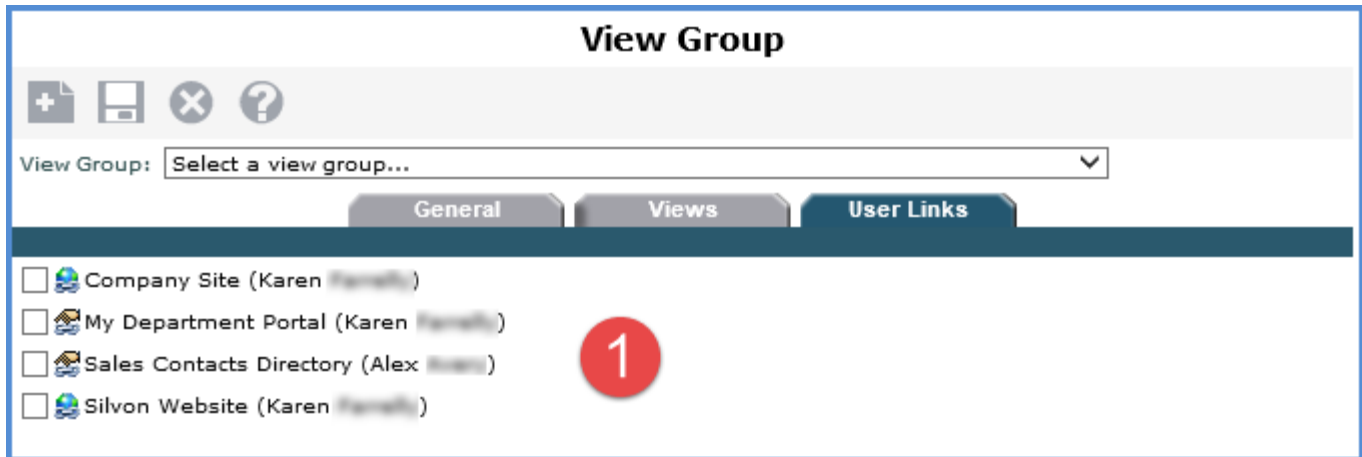 View Group
View Group: Select a view group...
General Views User Links
Company Site (Karen )
My Department Portal (Karen )
Sales Contacts Directory (Alex )
1
Silvon Website (Karen )